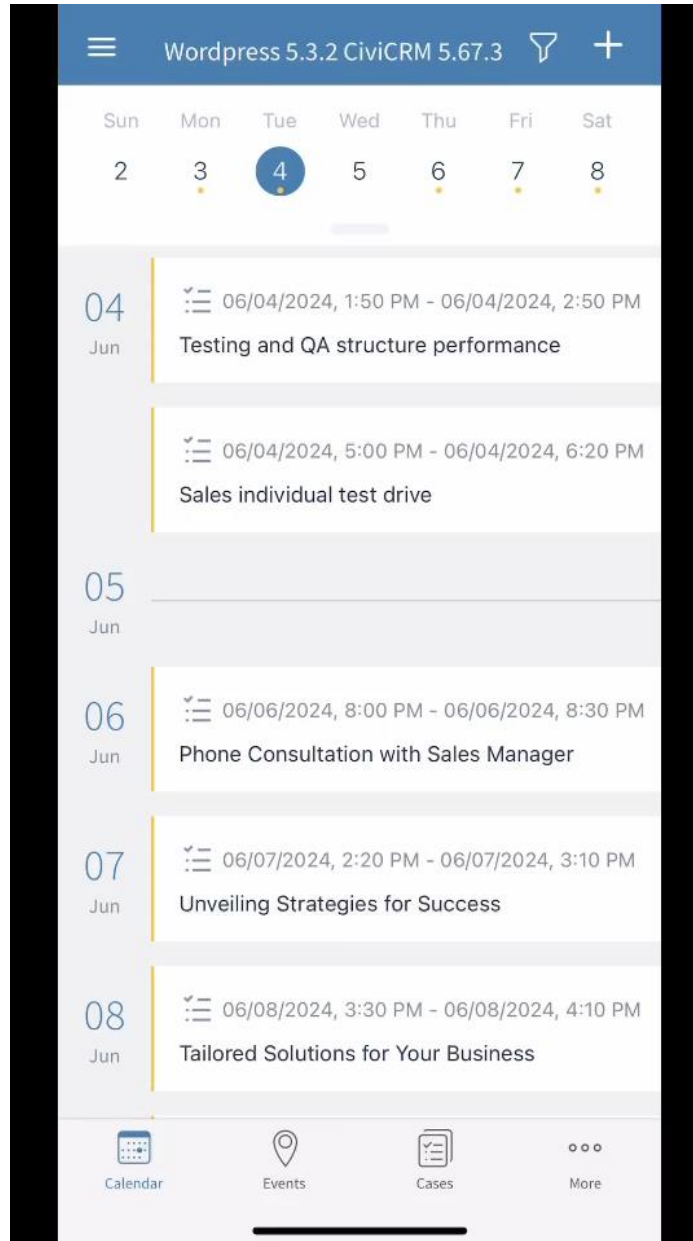 Wordpress 5.3.2 CiviCRM 5.67.3
Sun Mon Tue Wed Thu Fri Sat
2 3 4 5 6 7 8
04
Jun
06/04/2024, 1:50 PM - 06/04/2024, 2:50 PM
Testing and QA structure performance
06/04/2024, 5:00 PM - 06/04/2024, 6:20 PM
Sales individual test drive
05
Jun
06
Jun
06/06/2024, 8:00 PM - 06/06/2024, 8:30 PM
Phone Consultation with Sales Manager
07
Jun
06/07/2024, 2:20 PM - 06/07/2024, 3:10 PM
Unveiling Strategies for Success
08
Jun
06/08/2024, 3:30 PM - 06/08/2024, 4:10 PM
Tailored Solutions for Your Business
Calendar Events Cases More